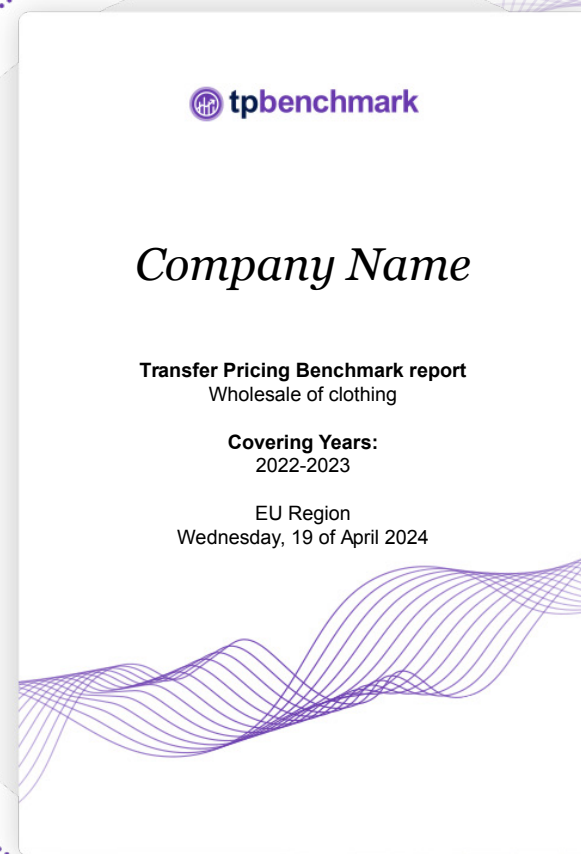 tpbenchmark
Company Name
Transfer Pricing Benchmark report
Wholesale of clothing
Covering Years:
2022-2023
EU Region
Wednesday, 19 of April 2024